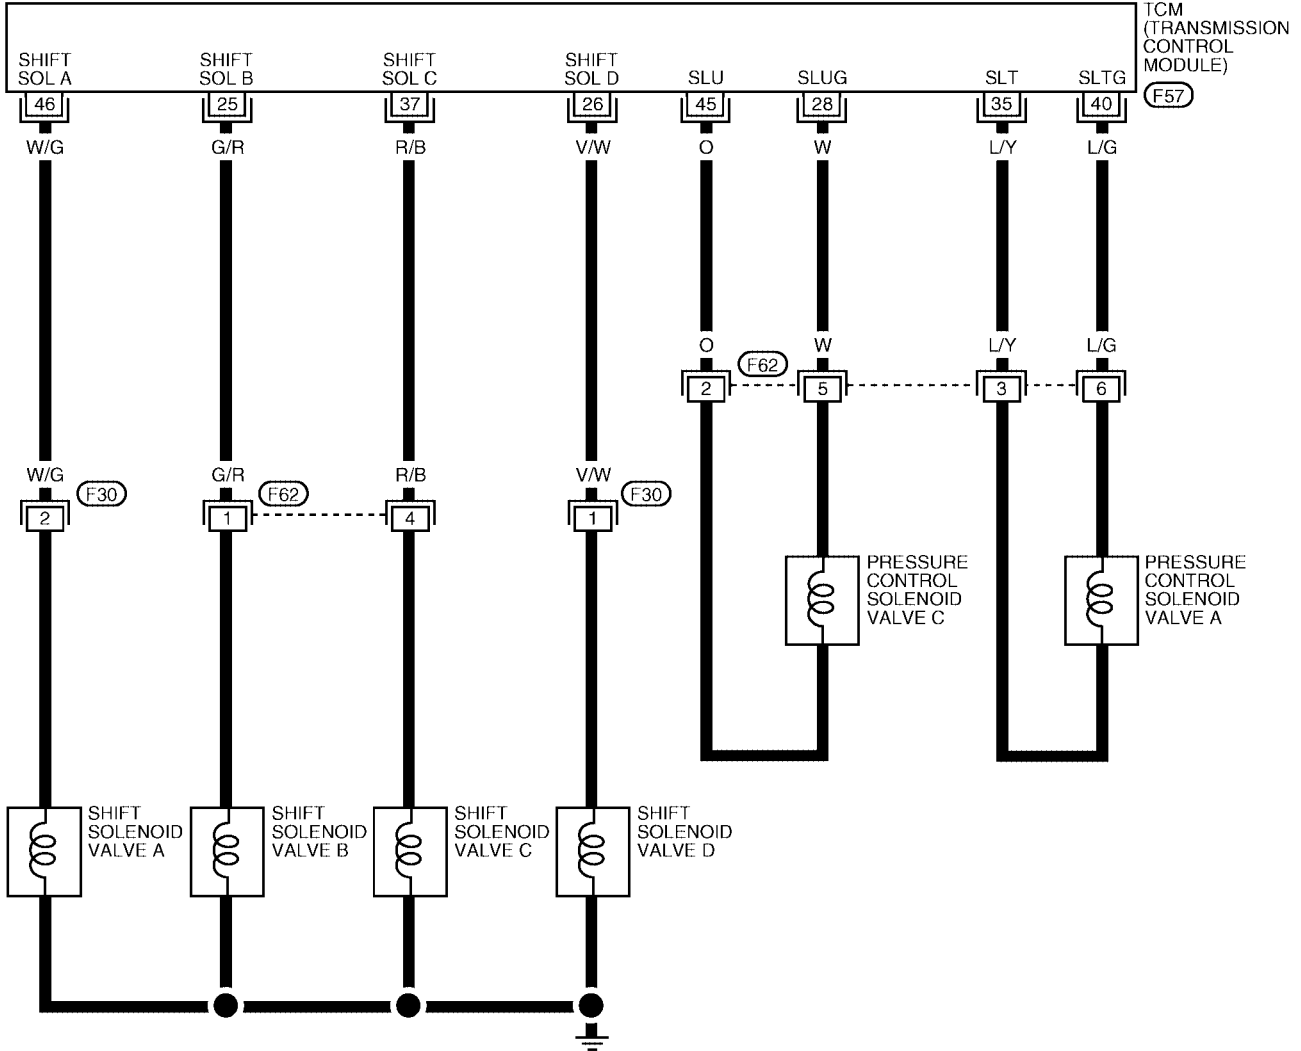 TCM
(TRANSMISSION
CONTROL
MODULE)
F57
SHIFT
SOL A
SHIFT
SOL B
SHIFT
SOL C
SHIFT
SOL D
SLU
SLUG
SLT
SLTG
46
25
37
26
45
28
35
40
W/G
G/R
R/B
V/W
O
W
L/Y
L/G
O
W
L/Y
L/G
F62
2
5
3
6
W/G
G/R
R/B
V/W
F30
F62
F30
2
1
4
1
PRESSURE
CONTROL
SOLENOID
VALVE C
PRESSURE
CONTROL
SOLENOID
VALVE A
SHIFT
SOLENOID
VALVE A
SHIFT
SOLENOID
VALVE B
SHIFT
SOLENOID
VALVE C
SHIFT
SOLENOID
VALVE D